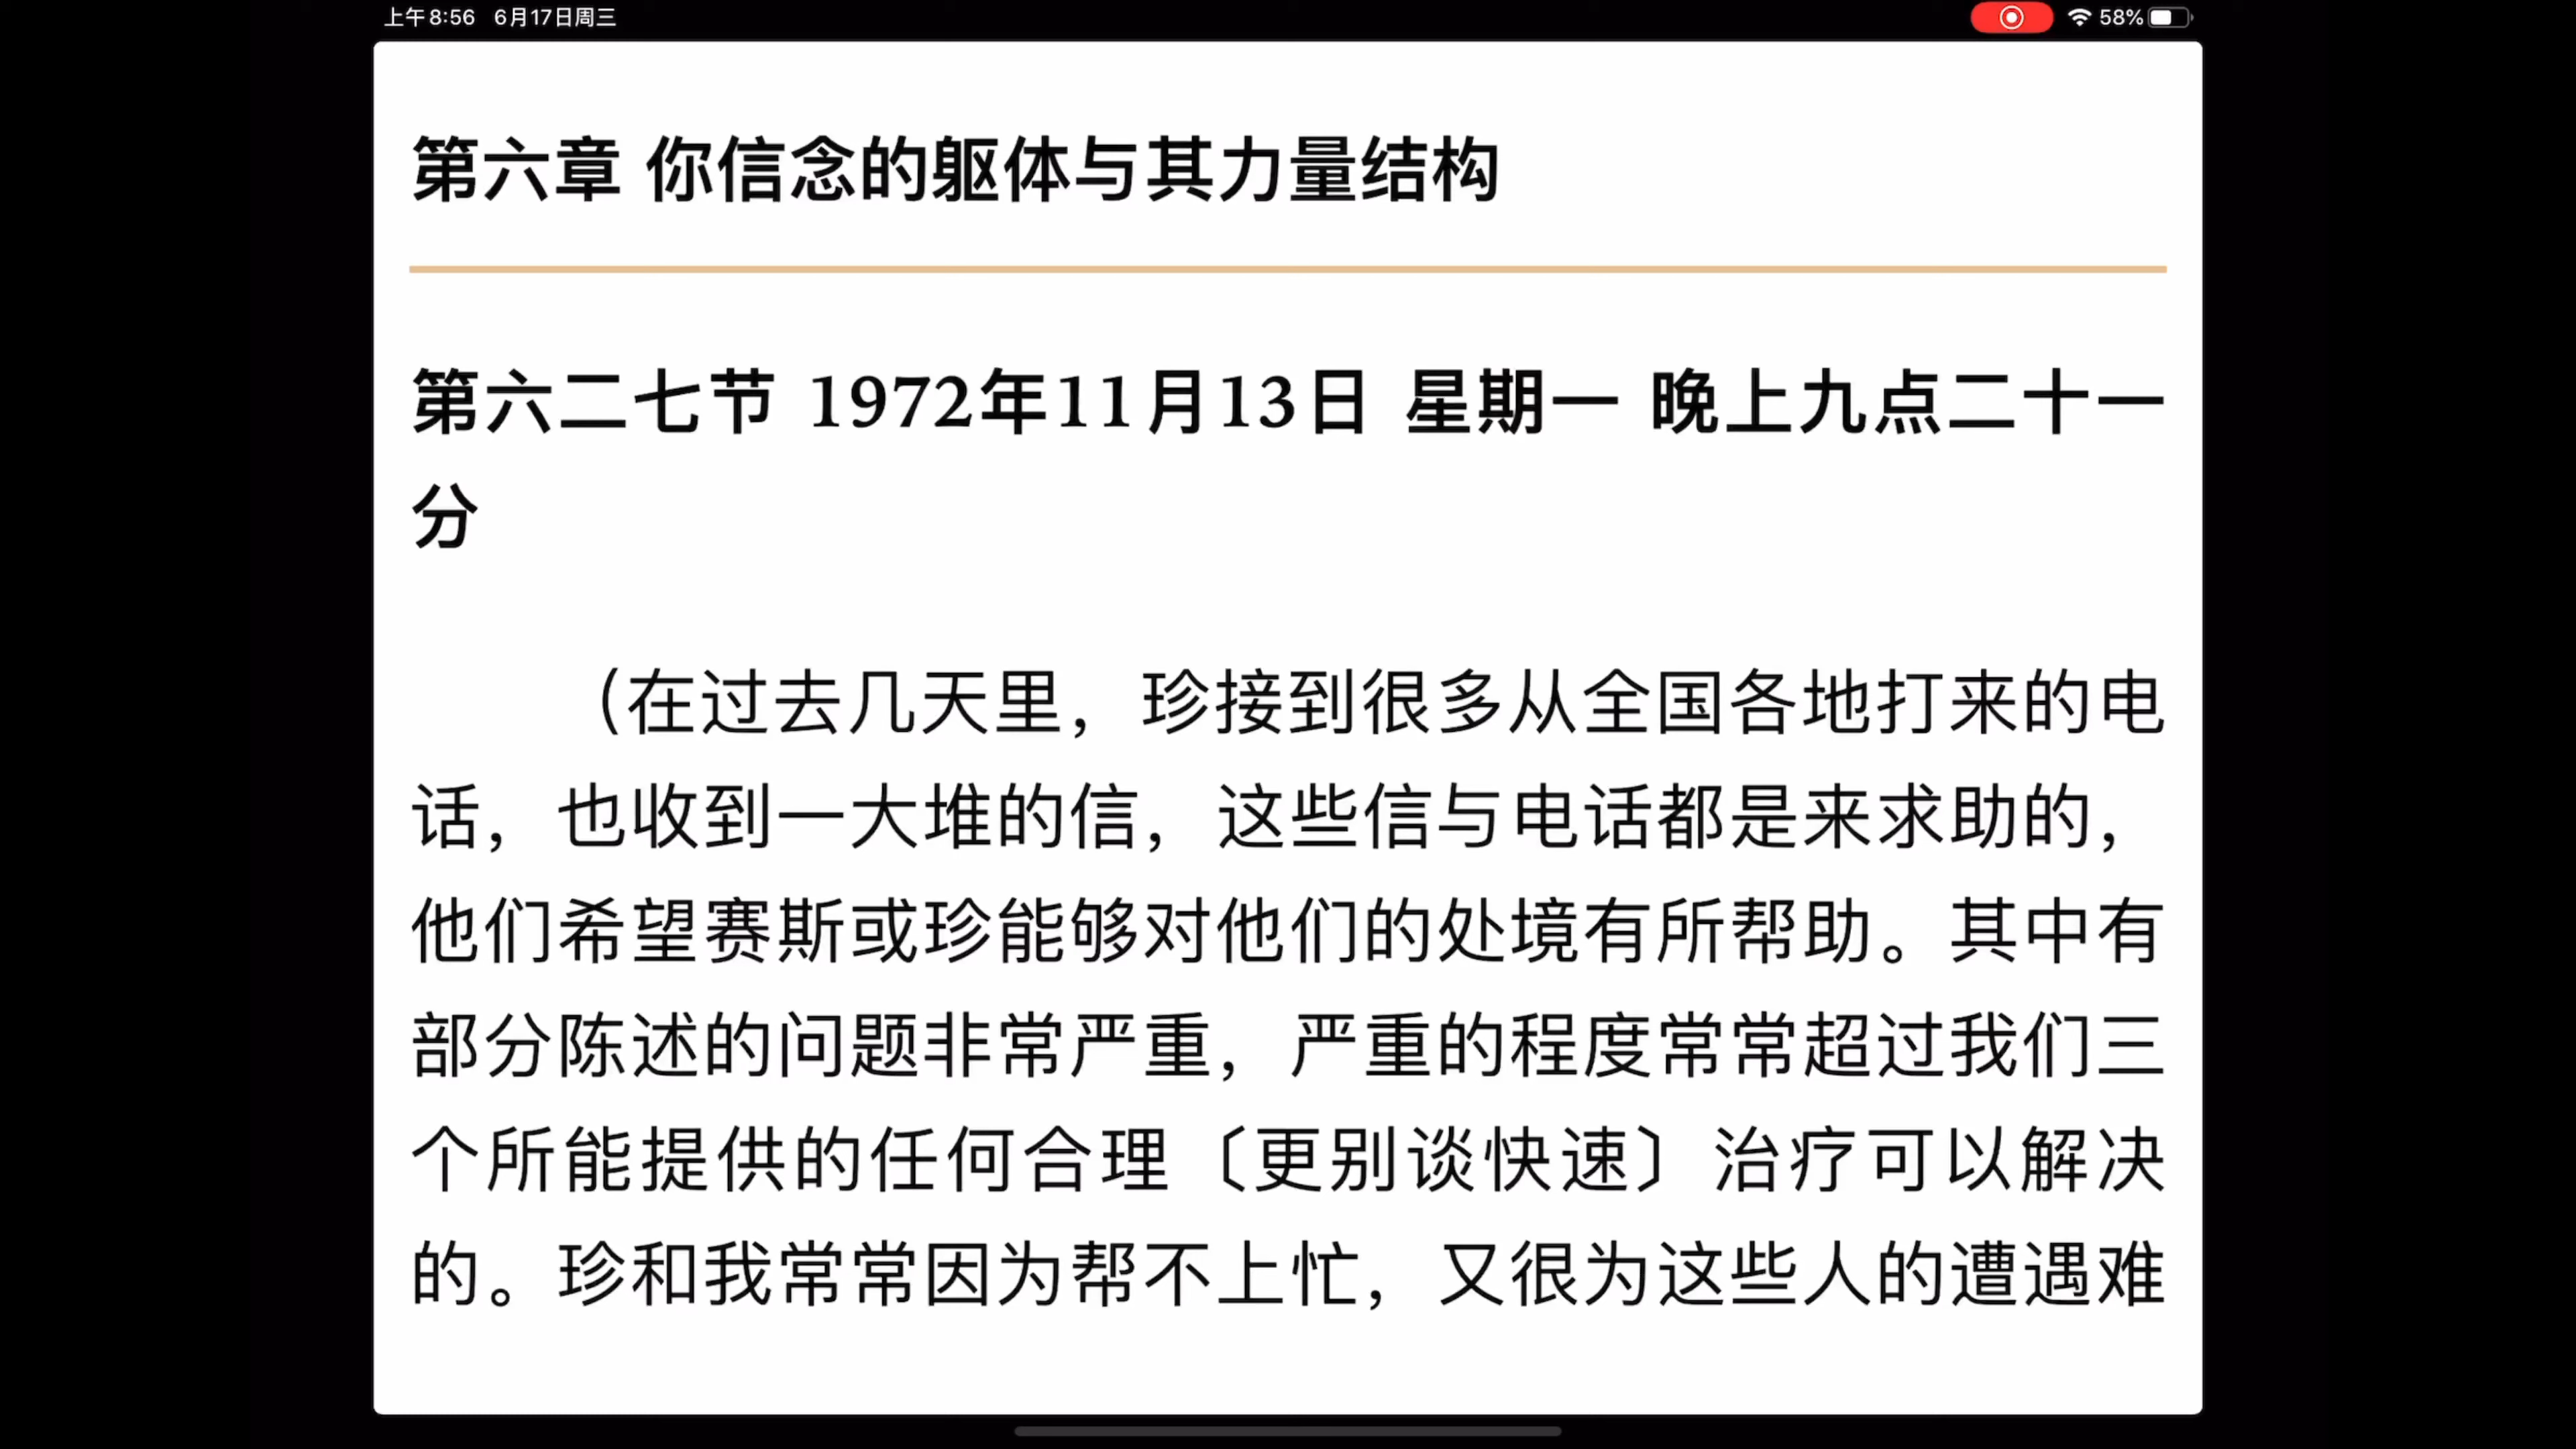 上午8:56 6月17日周三
58%
第六章 你信念的躯体与其力量结构
第六二七节 1972年11月13日 星期一 晚上九点二十一
分
（在过去几天里，珍接到很多从全国各地打来的电
话，也收到一大堆的信，这些信与电话都是来求助的，
他们希望赛斯或珍能够对他们的处境有所帮助。其中有
部分陈述的问题非常严重，严重的程度常常超过我们三
个所能提供的任何合理〔更别谈快速〕治疗可以解决
的。珍和我常常因为帮不上忙，又很为这些人的遭遇难